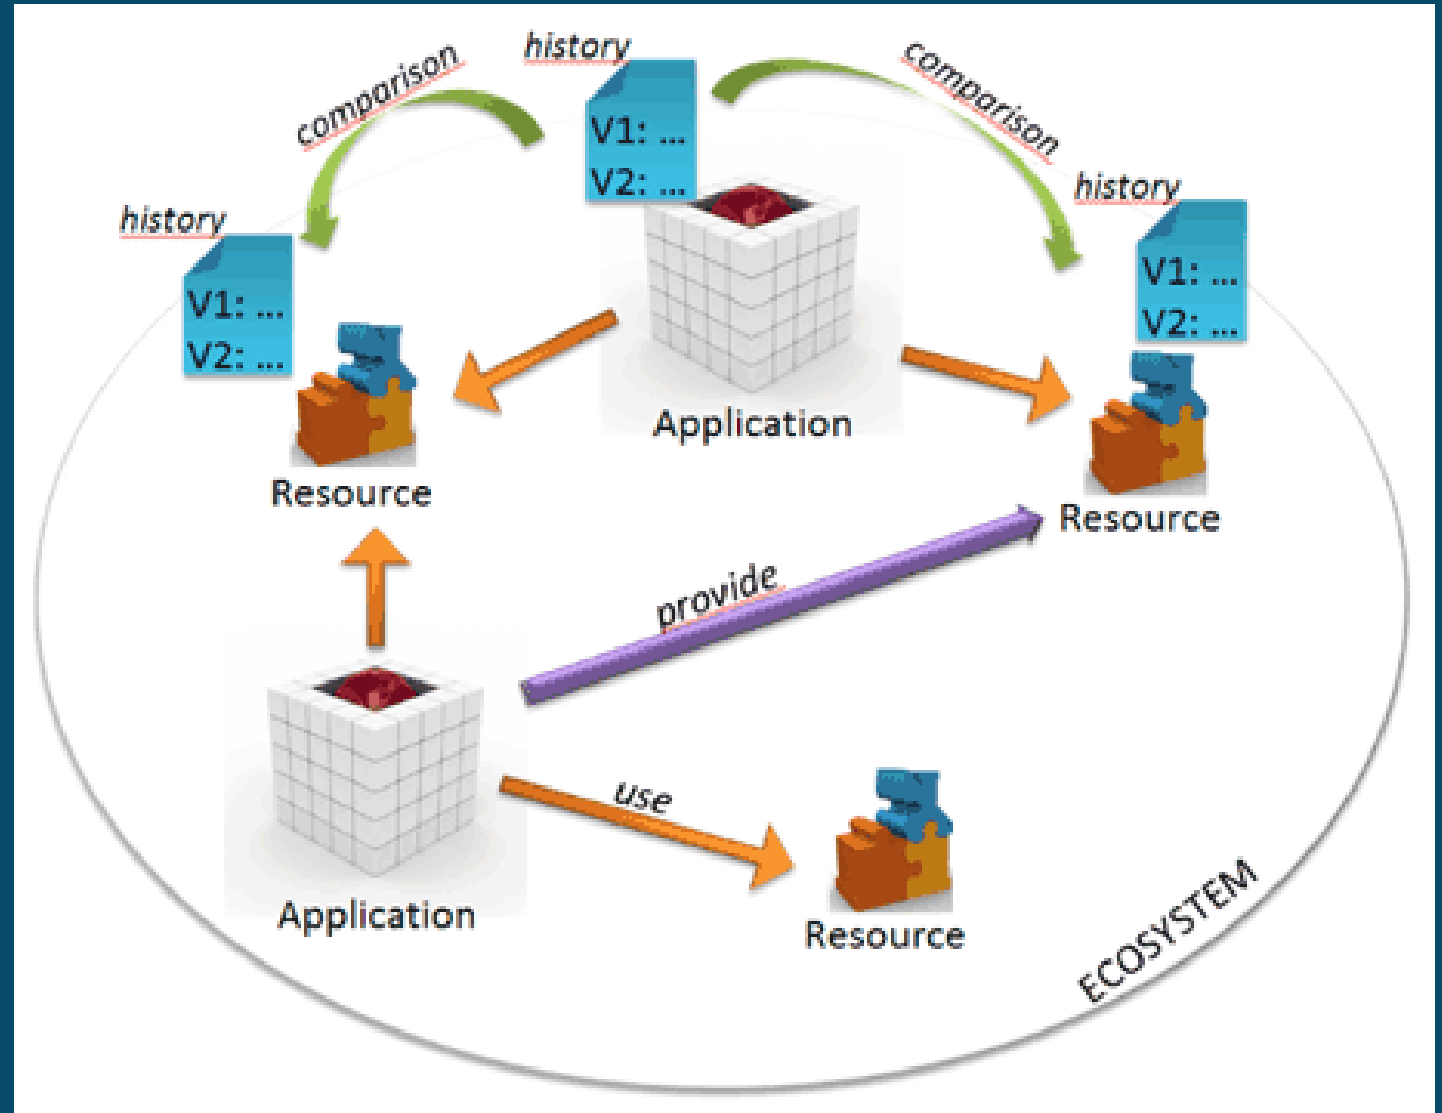 history
comparison
comparison
V1: ...
V2: ...
history
history
V1: ...
V2: ...
V1: ...
V2: ...
Application
Resource
Resource
provide
use
Application
Resource
ECOSYSTEM